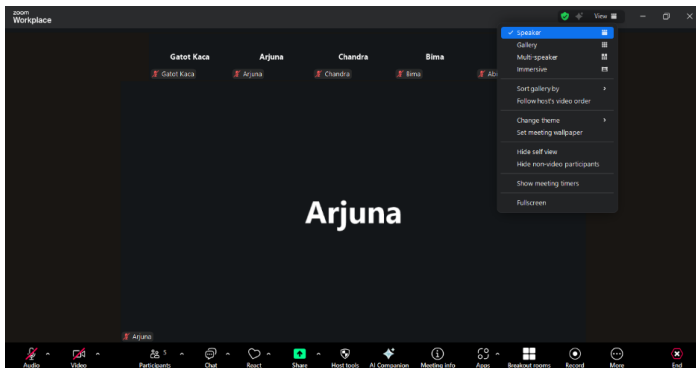 zoom
Workplace
View
Speaker
Gallery
Multi-speaker
Immersive
Sort gallery by
Follow host's video order
Change theme
Set meeting wallpaper
Hide self view
Hide non-video participants
Show meeting timers
Fullscreen
Gatot Kaca Arjuna Chandra Bima
Gatot Kaca Arjuna Chandra Bima Abi
Arjuna
Arjuna
Audio Video Participants 5 Chat React Share Host tools AI Companion Meeting info Apps Breakout rooms Record More End